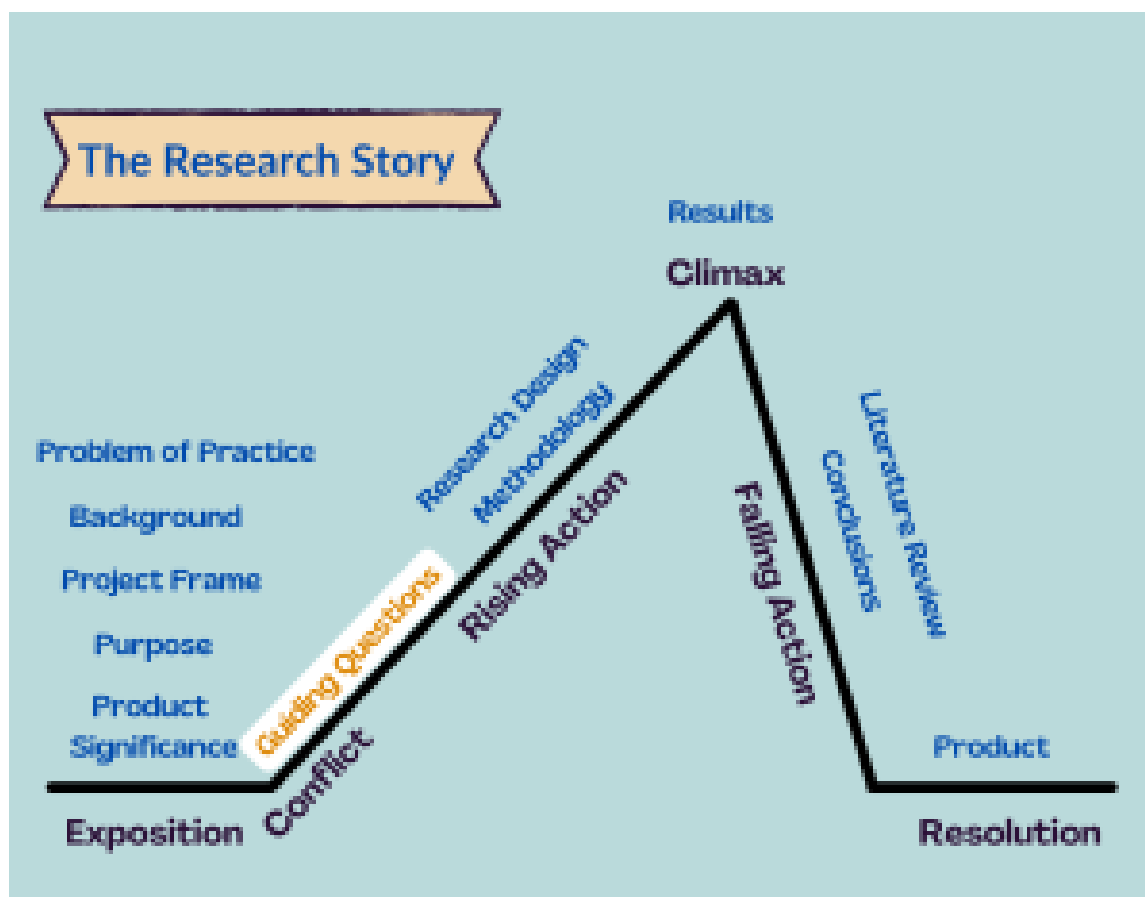 The Research Story
Results
Climax
Research Design
Methodology
Rising Action
Problem of Practice
Background
Project Frame
Purpose
Product
Significance
Guiding Questions
Conflict
Exposition
Falling Action
Conclusions
Literature Review
Product
Resolution